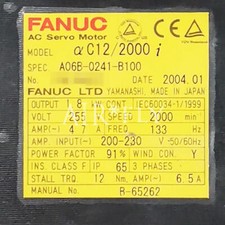 FANUC
AC Servo Motor
MODEL αC12/2000 i
SPEC. A06B-0241-B100
No. DATE 2004.01
FANUC LTD YAMANASHI, MADE IN JAPAN
OUTPUT 1.8 kW CONT. IEC60034-1/1999
VOLT(~) 255 V SPEED 2000 min⁻¹
AMP(~) 4.7 A FREQ. 133 Hz
AMP. INPUT(~) 200-230 V -50/60Hz
POWER FACTOR 91% WIND CON. Y
INS. CLASS F IP 65 3 PHASES
STALL TRQ 12 Nm AMP(~) 6.5 A
MANUAL No. B-65262